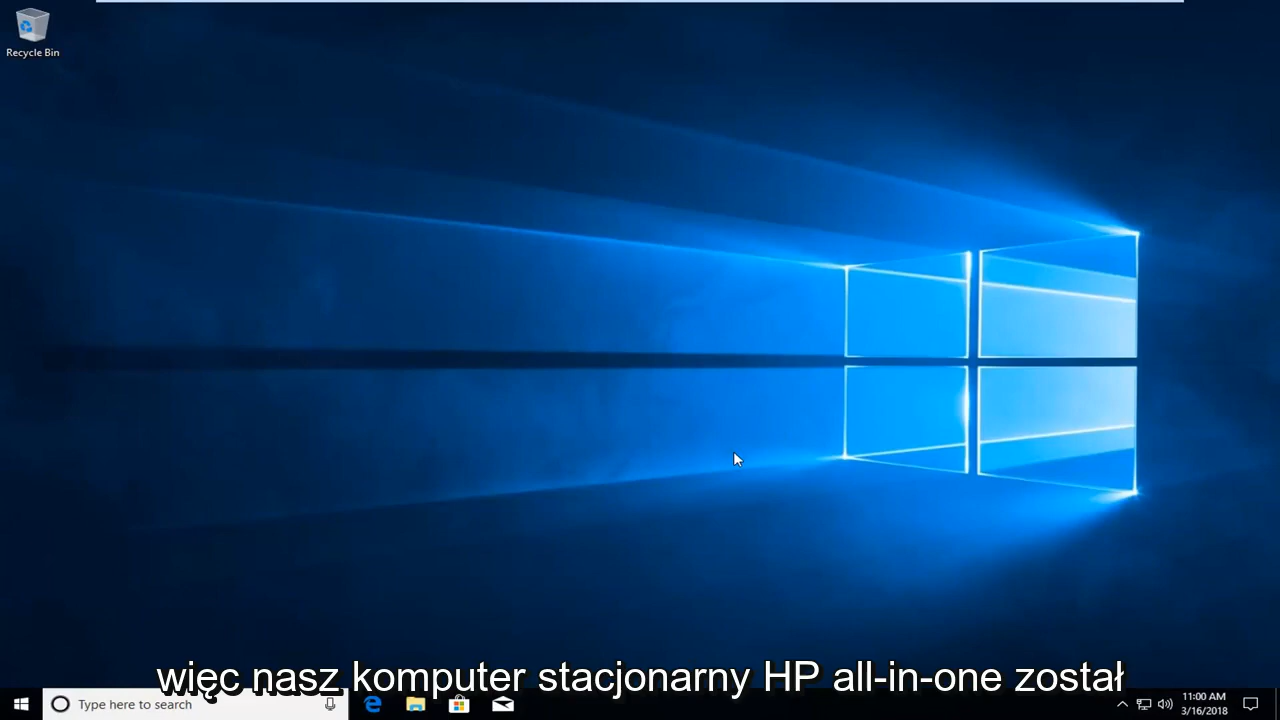 Recycle Bin
więc nasz komputer stacjonarny HP all-in-one został
Type here to search
11:00 AM
3/16/2018